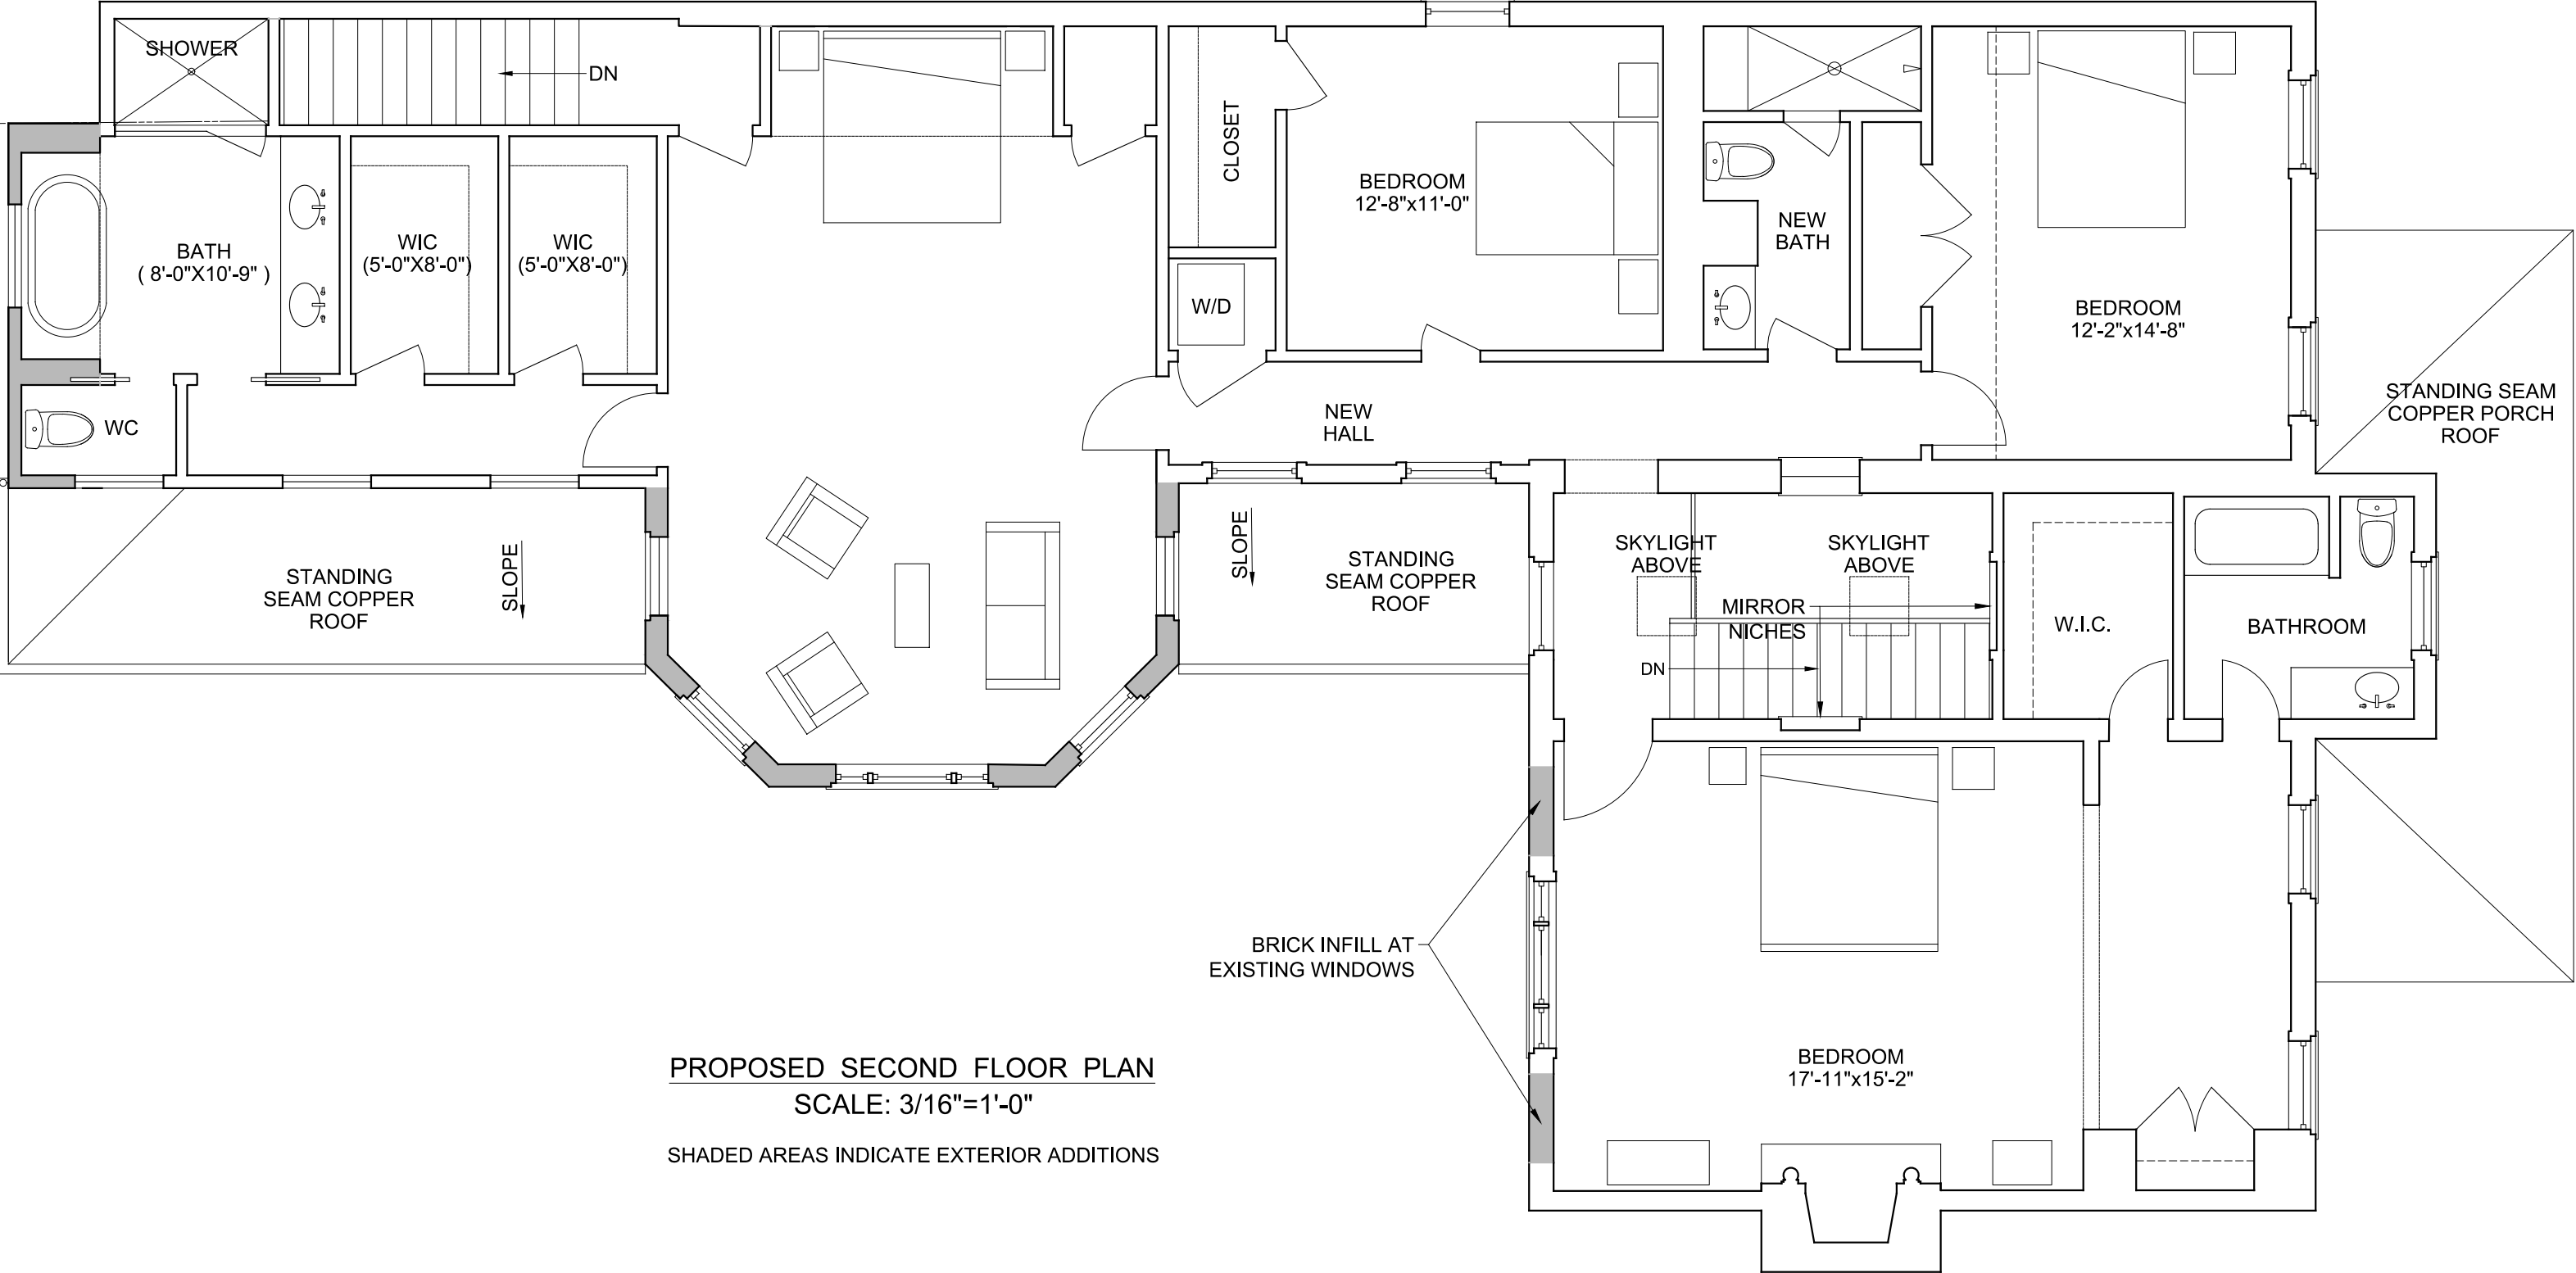 SHOWER
DN
BATH
( 8'-0"X10'-9" )
WIC
(5'-0"X8'-0")
WIC
(5'-0"X8'-0")
WC
CLOSET
W/D
BEDROOM
12'-8"x11'-0"
NEW
BATH
BEDROOM
12'-2"x14'-8"
NEW
HALL
STANDING SEAM
COPPER PORCH
ROOF
STANDING
SEAM COPPER
ROOF
SLOPE
SLOPE
STANDING
SEAM COPPER
ROOF
SKYLIGHT
ABOVE
SKYLIGHT
ABOVE
MIRROR
NICHES
DN
W.I.C.
BATHROOM
BRICK INFILL AT
EXISTING WINDOWS
BEDROOM
17'-11"x15'-2"
PROPOSED SECOND FLOOR PLAN
SCALE: 3/16"=1'-0"
SHADED AREAS INDICATE EXTERIOR ADDITIONS